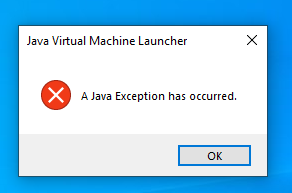 Java Virtual Machine Launcher
A Java Exception has occurred.
OK